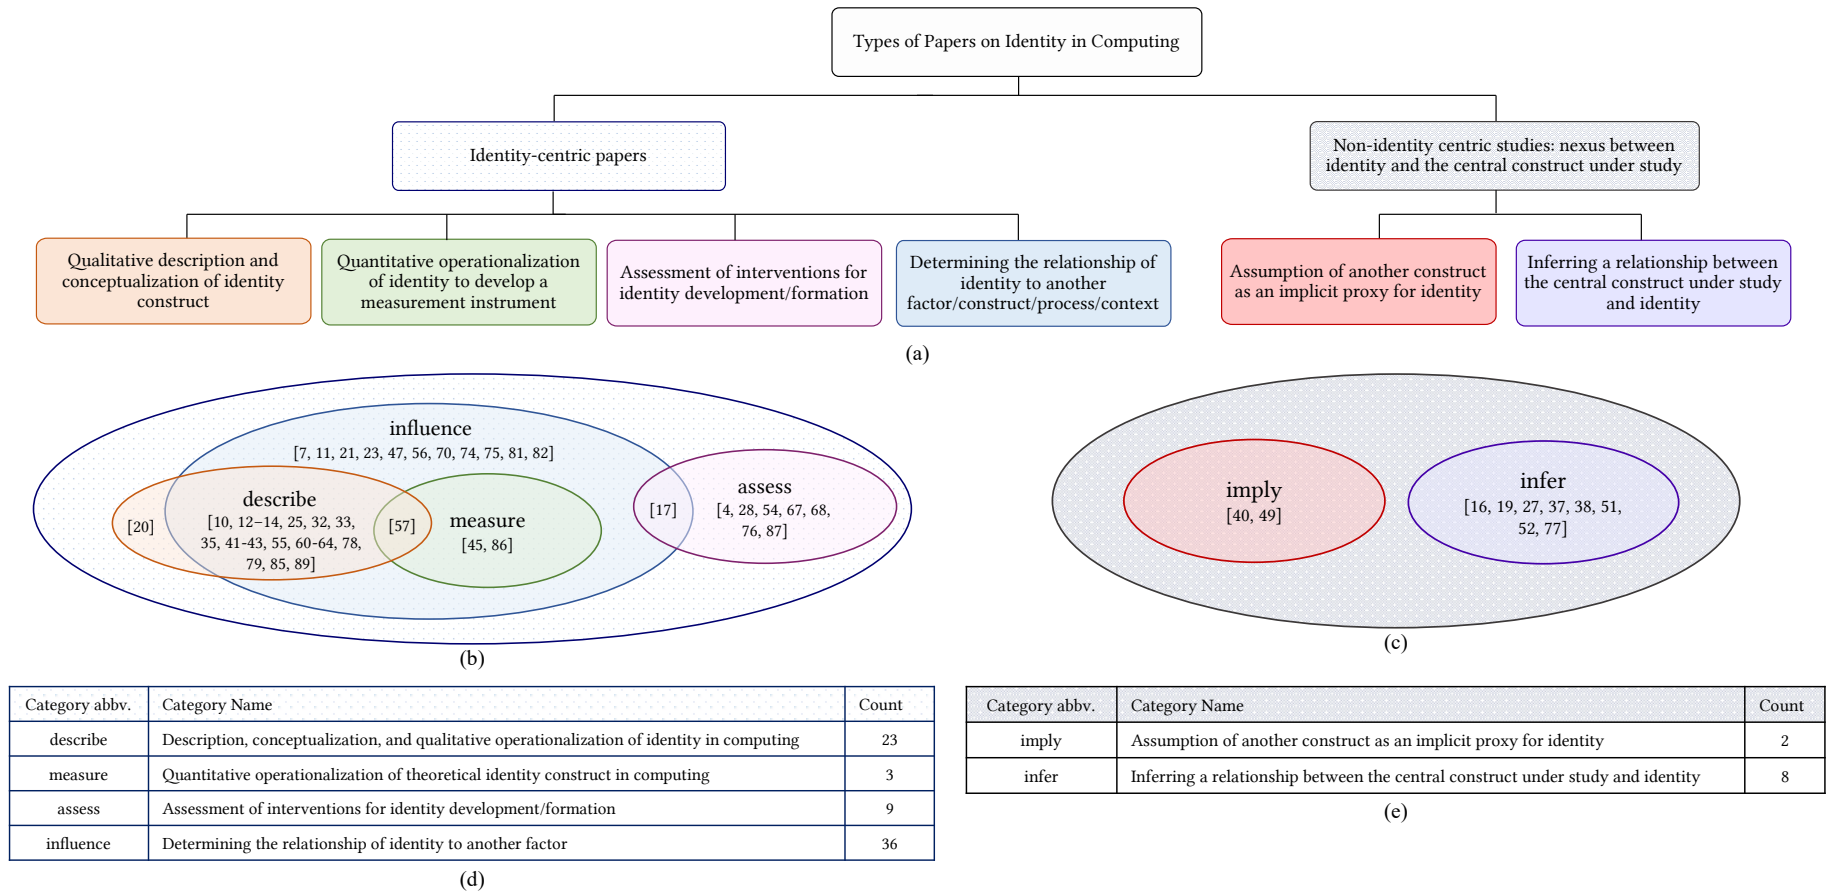 Types of Papers on Identity in Computing
Identity-centric papers
Non-identity centric studies: nexus between
identity and the central construct under study
Qualitative description and
conceptualization of identity
construct
Quantitative operationalization
of identity to develop a
measurement instrument
Assessment of interventions for
identity development/formation
Determining the relationship of
identity to another
factor/construct/process/context
Assumption of another construct
as an implicit proxy for identity
Inferring a relationship between
the central construct under study
and identity
(a)
influence
[7, 11, 21, 23, 47, 56, 70, 74, 75, 81, 82]
describe
[10, 12–14, 25, 32, 33,
35, 41-43, 55, 60-64, 78,
79, 85, 89]
[20]
[57]
measure
[45, 86]
[17]
assess
[4, 28, 54, 67, 68,
76, 87]
(b)
imply
[40, 49]
infer
[16, 19, 27, 37, 38, 51,
52, 77]
(c)
Category abbv. Category Name Count
describe Description, conceptualization, and qualitative operationalization of identity in computing 23
measure Quantitative operationalization of theoretical identity construct in computing 3
assess Assessment of interventions for identity development/formation 9
influence Determining the relationship of identity to another factor 36
(d)
Category abbv. Category Name Count
imply Assumption of another construct as an implicit proxy for identity 2
infer Inferring a relationship between the central construct under study and identity 8
(e)